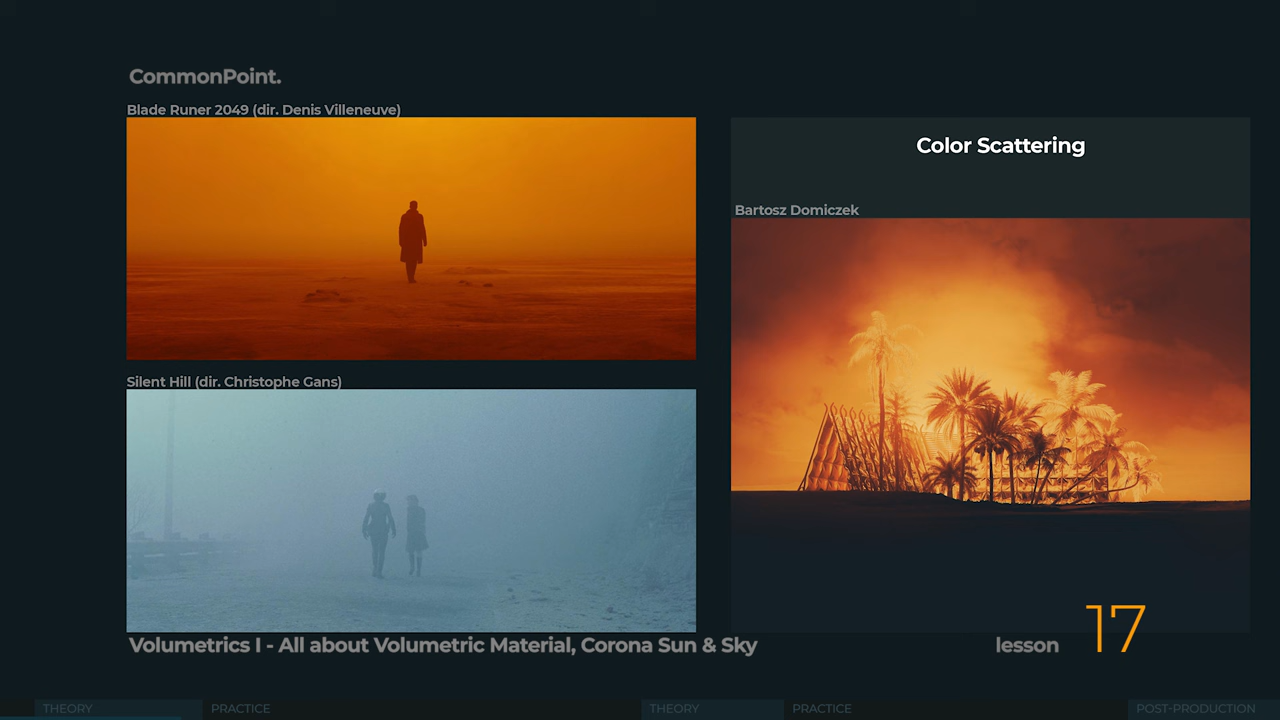 CommonPoint.
Blade Runer 2049 (dir. Denis Villeneuve)
Color Scattering
Bartosz Domiczek
Silent Hill (dir. Christophe Gans)
Volumetrics I - All about Volumetric Material, Corona Sun & Sky
lesson 17
THEORY PRACTICE THEORY PRACTICE POST-PRODUCTION